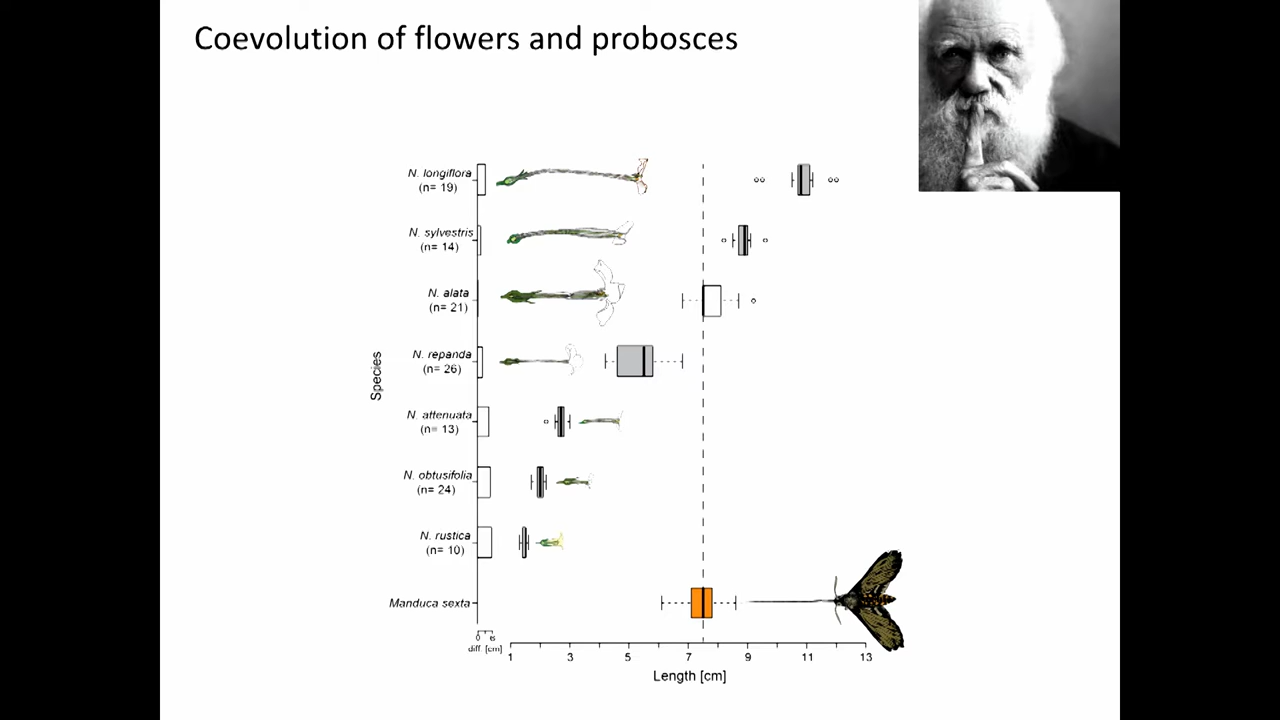 Coevolution of flowers and probosces
N. longiflora
(n= 19)
N. sylvestris
(n= 14)
N. alata
(n= 21)
N. repanda
(n= 26)
N. attenuata
(n= 13)
N. obtusifolia
(n= 24)
N. rustica
(n= 10)
Manduca sexta
Species
0 6
diff. [cm]
1 3 5 7 9 11 13
Length [cm]